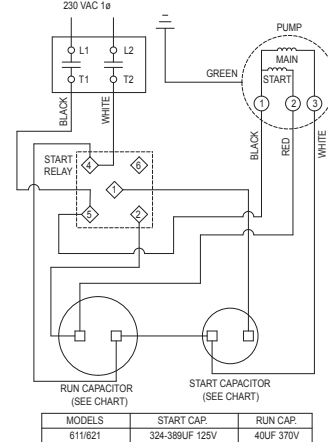 230 VAC 1ø
L1
L2
T1
T2
BLACK
WHITE
GREEN
PUMP
MAIN
START
1
2
3
BLACK
RED
WHITE
START
RELAY
4
6
1
5
2
RUN CAPACITOR
(SEE CHART)
START CAPACITOR
(SEE CHART)
MODELS START CAP. RUN CAP.
611/621 324-389UF 125V 40UF 370V